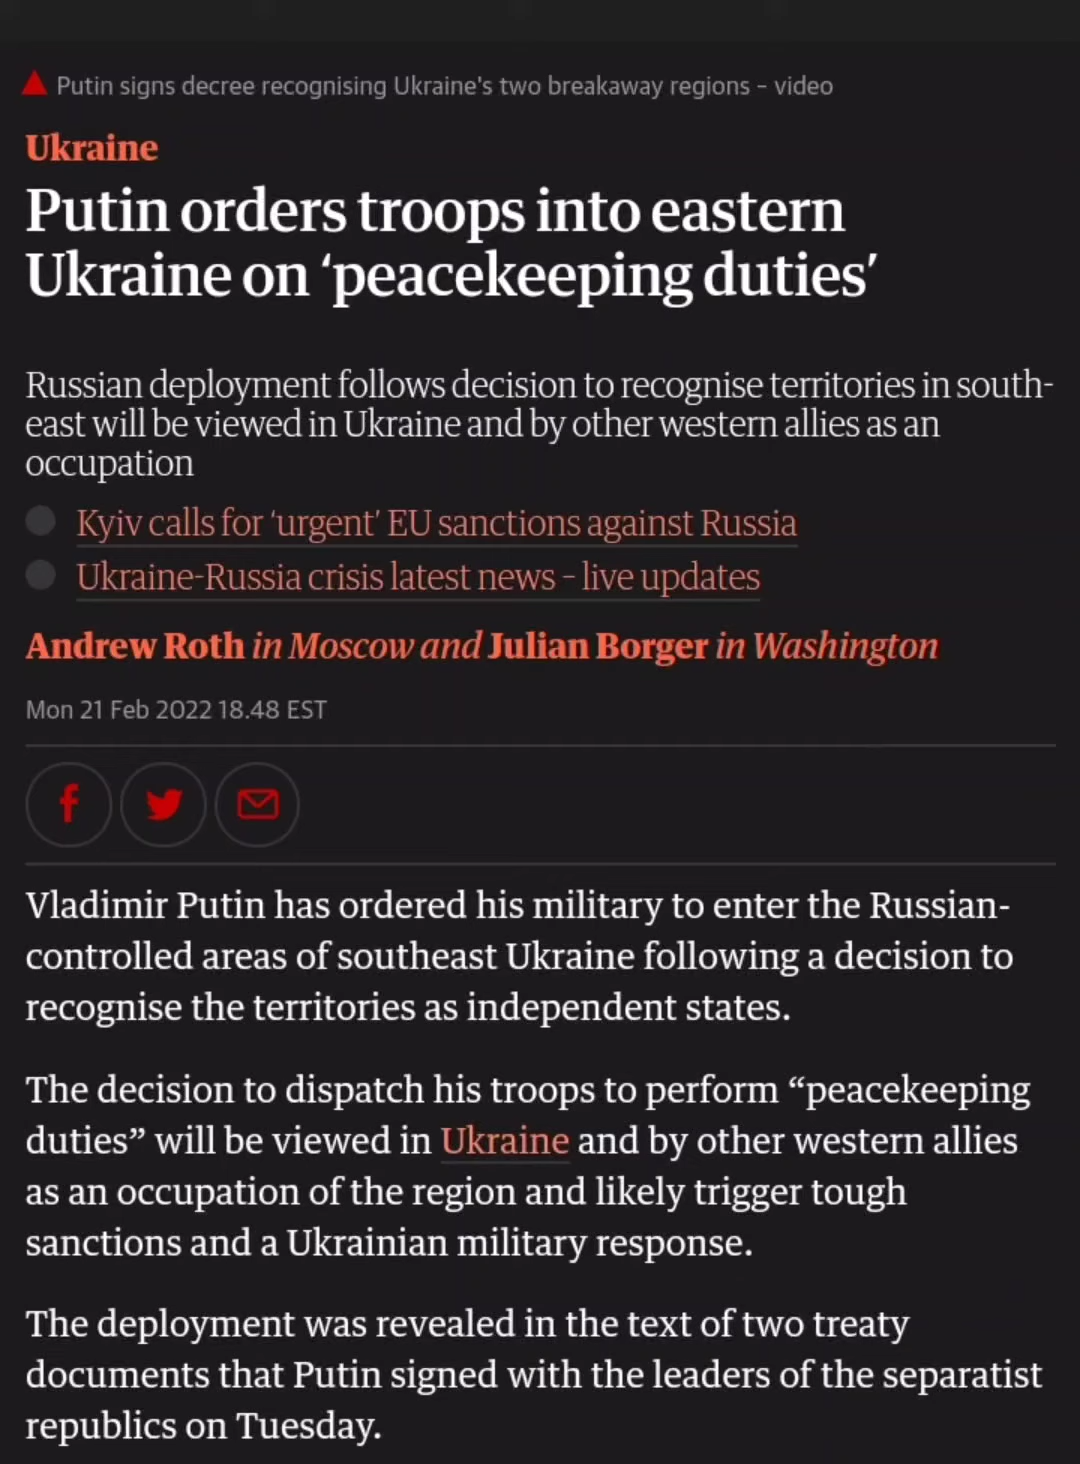 Putin signs decree recognising Ukraine's two breakaway regions – video
Ukraine
Putin orders troops into eastern
Ukraine on ‘peacekeeping duties’
Russian deployment follows decision to recognise territories in south-
east will be viewed in Ukraine and by other western allies as an
occupation
Kyiv calls for ‘urgent’ EU sanctions against Russia
Ukraine-Russia crisis latest news – live updates
Andrew Roth in Moscow and Julian Borger in Washington
Mon 21 Feb 2022 18.48 EST
Vladimir Putin has ordered his military to enter the Russian-
controlled areas of southeast Ukraine following a decision to
recognise the territories as independent states.
The decision to dispatch his troops to perform “peacekeeping
duties” will be viewed in Ukraine and by other western allies
as an occupation of the region and likely trigger tough
sanctions and a Ukrainian military response.
The deployment was revealed in the text of two treaty
documents that Putin signed with the leaders of the separatist
republics on Tuesday.